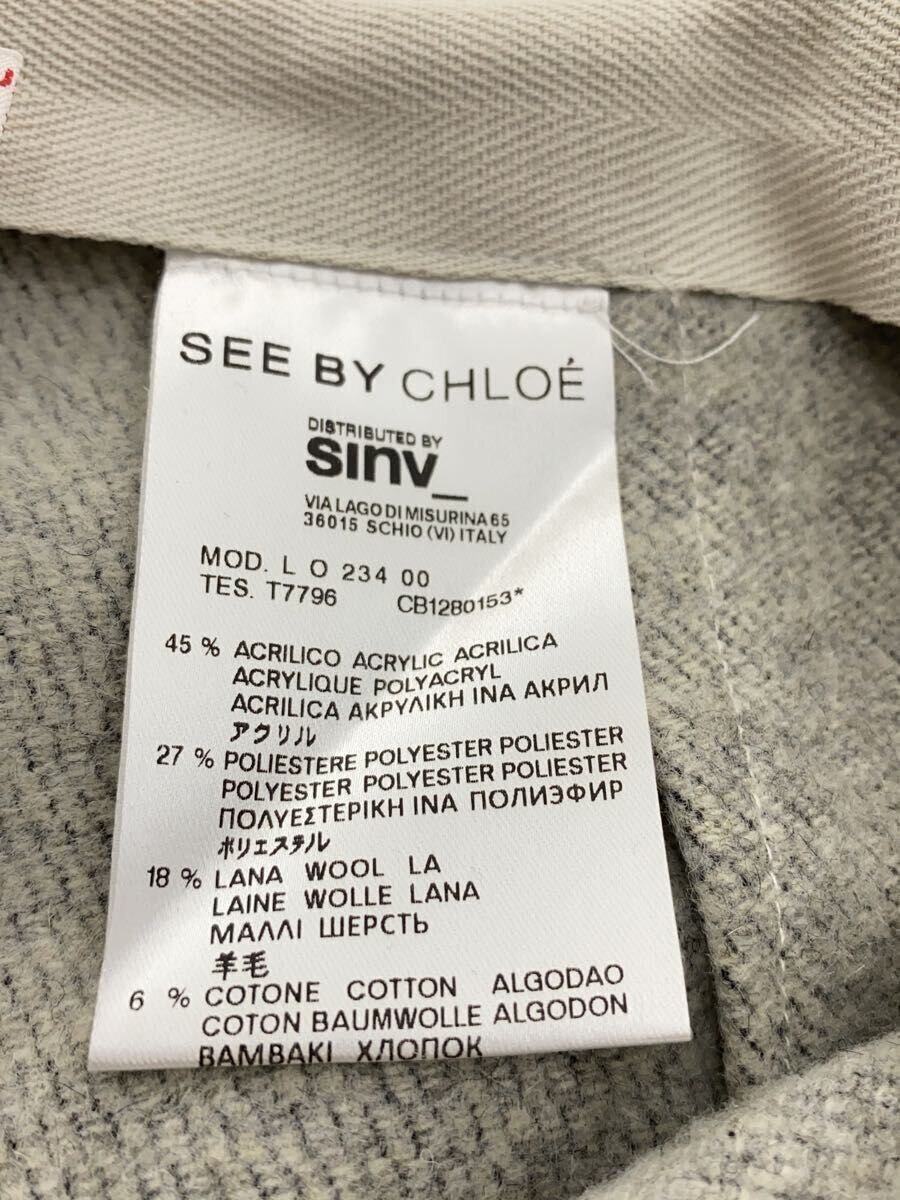 SEE BY CHLOÉ
DISTRIBUTED BY
sinv_
VIA LAGO DI MISURINA 65
36015 SCHIO (VI) ITALY
MOD. L O 234 00
TES. T7796 CB1280153*
45 % ACRILICO ACRYLIC ACRILICA
ACRYLIQUE POLYACRYL
ACRILICA ΑΚΡΥΛΙΚΗ ΙΝΑ АКРИЛ
アクリル
27 % POLIESTERE POLYESTER POLIESTER
POLYESTER POLYESTER POLIESTER
ΠΟΛΥΕΣΤΕΡΙΚΗ ΙΝΑ ПОЛИЭФИР
ポリエステル
18 % LANA WOOL LA
LAINE WOLLE LANA
ΜΑΛΛΙ ШЕРСТЬ
羊毛
6 % COTONE COTTON ALGODAO
COTON BAUMWOLLE ALGODON
ΒΑΜΒΑΚΙ ХЛОПОК